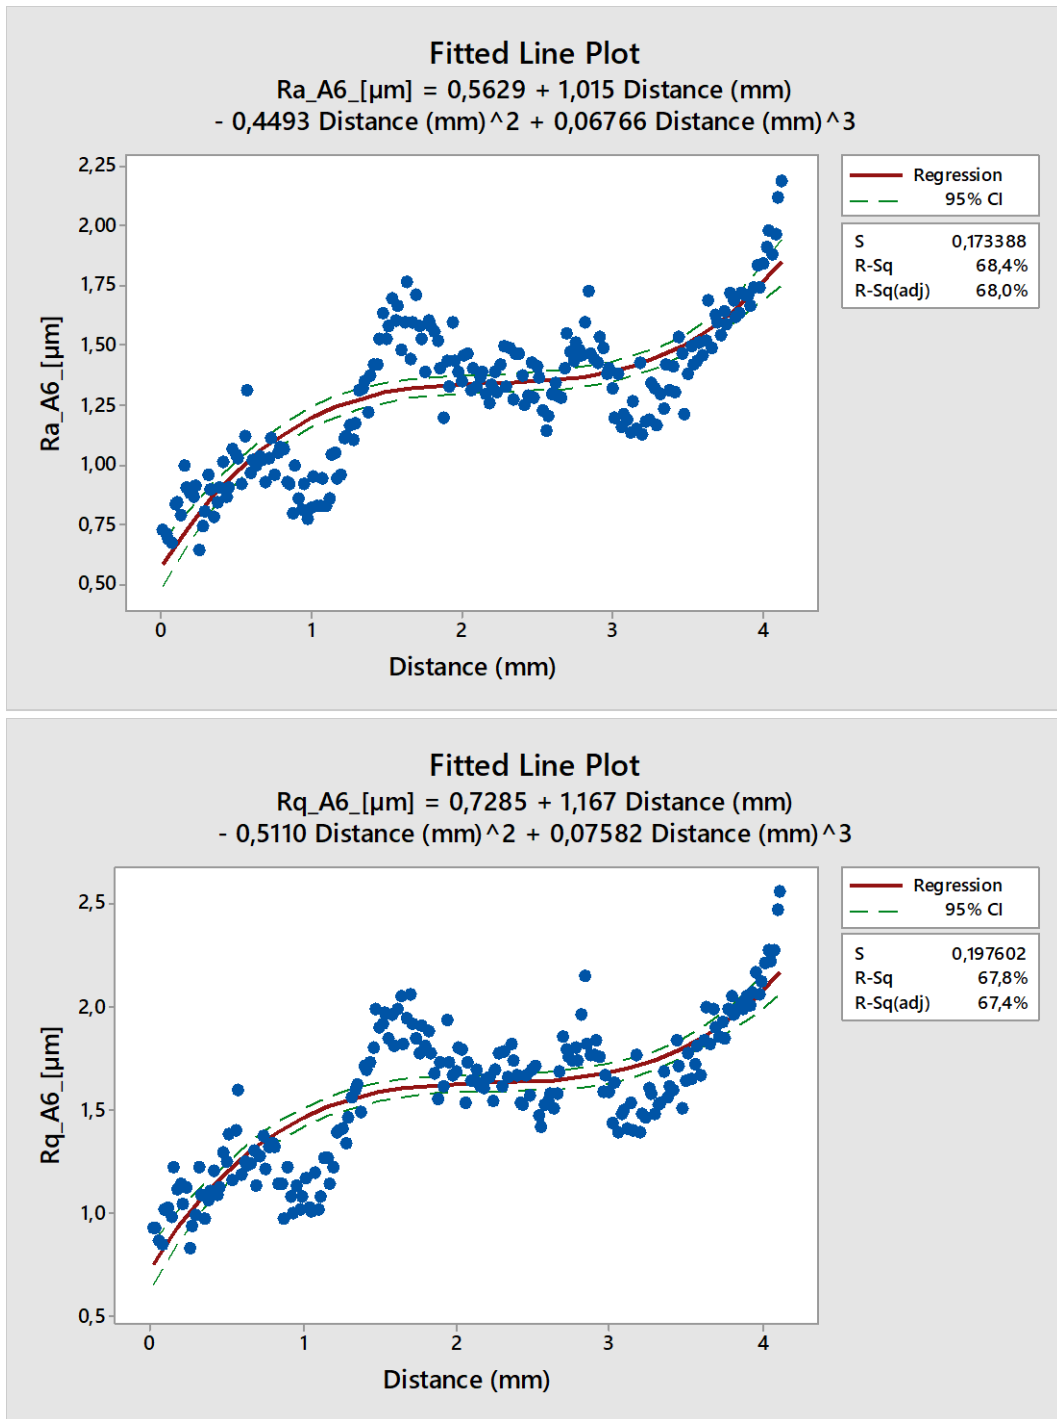 Fitted Line Plot
Ra_A6_[µm] = 0,5629 + 1,015 Distance (mm)
- 0,4493 Distance (mm)^2 + 0,06766 Distance (mm)^3
2,25
2,00
1,75
1,50
1,25
1,00
0,75
0,50
Ra_A6_[µm]
0 1 2 3 4
Distance (mm)
Regression
95% CI
S 0,173388
R-Sq 68,4%
R-Sq(adj) 68,0%
Fitted Line Plot
Rq_A6_[µm] = 0,7285 + 1,167 Distance (mm)
- 0,5110 Distance (mm)^2 + 0,07582 Distance (mm)^3
2,5
2,0
1,5
1,0
0,5
Rq_A6_[µm]
0 1 2 3 4
Distance (mm)
Regression
95% CI
S 0,197602
R-Sq 67,8%
R-Sq(adj) 67,4%